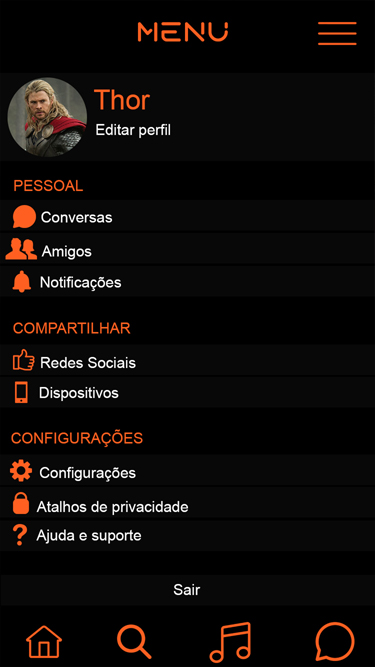 MENU
Thor
Editar perfil
PESSOAL
Conversas
Amigos
Notificações
COMPARTILHAR
Redes Sociais
Dispositivos
CONFIGURAÇÕES
Configurações
Atalhos de privacidade
Ajuda e suporte
Sair